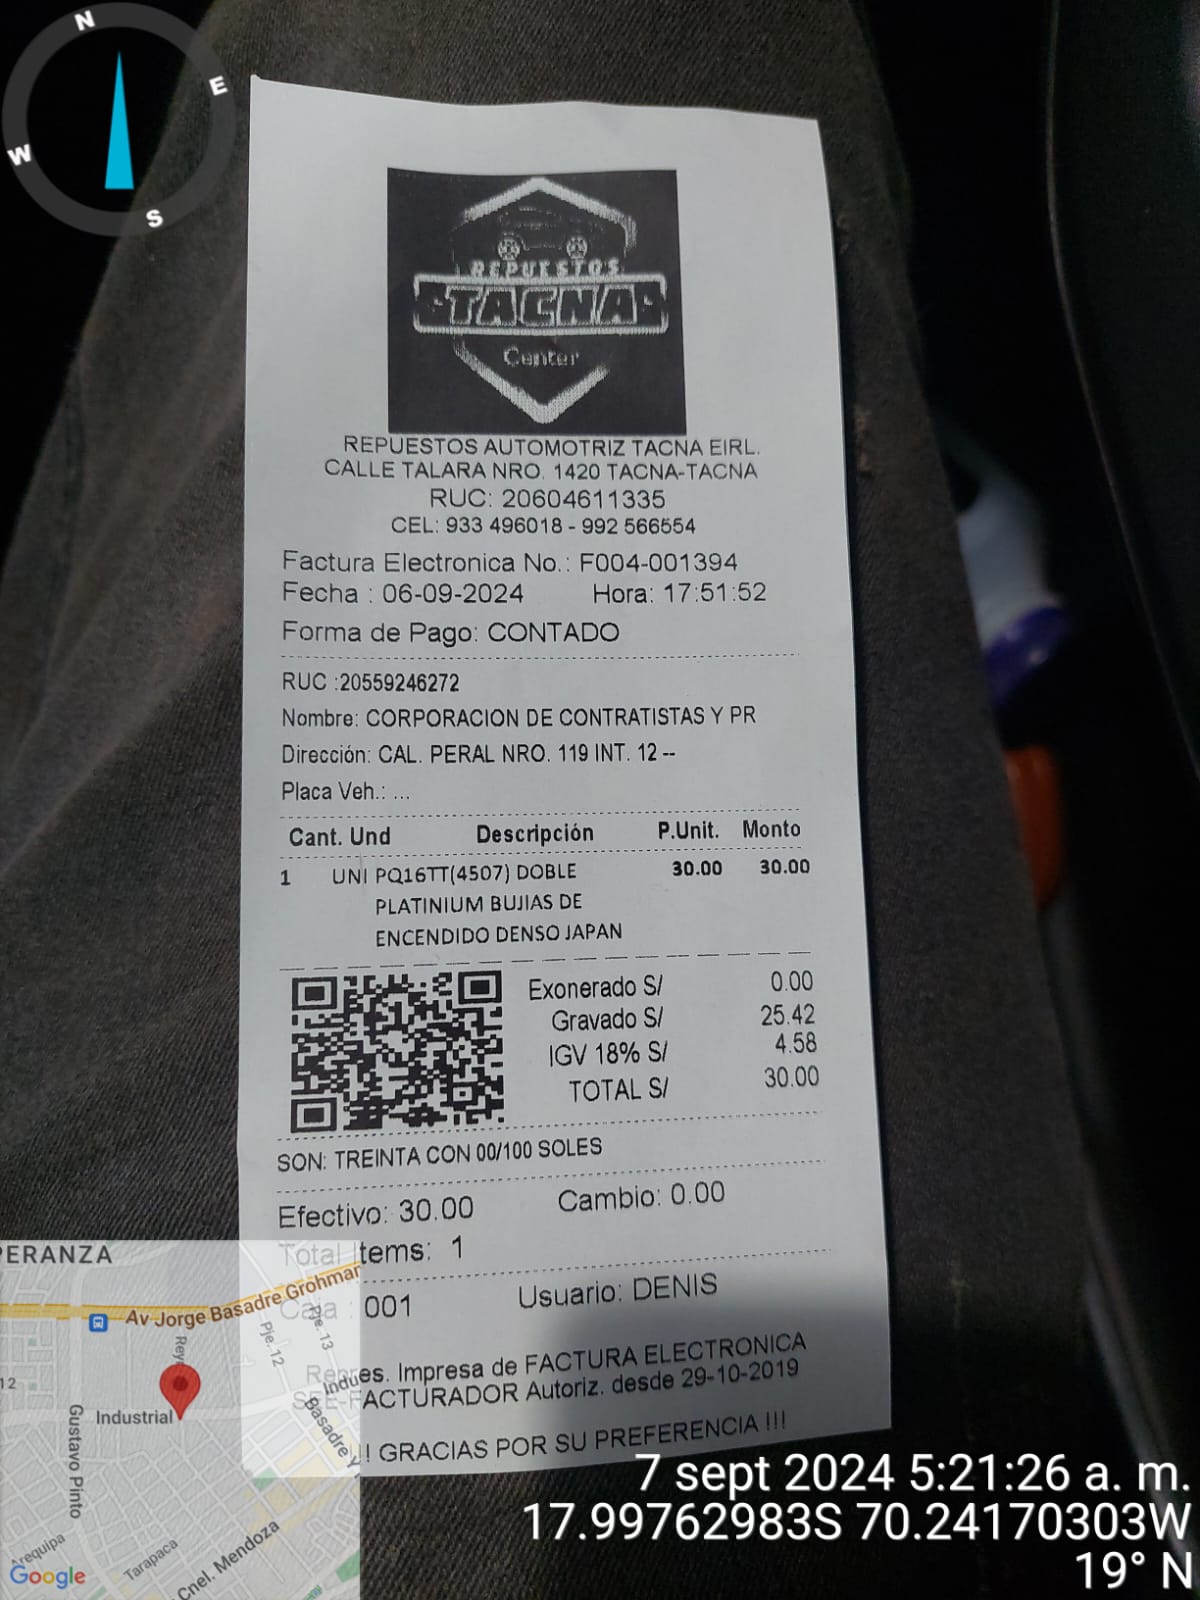 N
E
W
S
REPUESTOS
TACNA
Center
REPUESTOS AUTOMOTRIZ TACNA EIRL.
CALLE TALARA NRO. 1420 TACNA-TACNA
RUC: 20604611335
CEL: 933 496018 - 992 566554
Factura Electronica No.: F004-001394
Fecha : 06-09-2024 Hora: 17:51:52
Forma de Pago: CONTADO
RUC :20559246272
Nombre: CORPORACION DE CONTRATISTAS Y PR
Dirección: CAL. PERAL NRO. 119 INT. 12 --
Placa Veh.: ...
Cant. Und Descripción P.Unit. Monto
1 UNI PQ16TT(4507) DOBLE 30.00 30.00
PLATINIUM BUJIAS DE
ENCENDIDO DENSO JAPAN
Exonerado S/ 0.00
Gravado S/ 25.42
IGV 18% S/ 4.58
TOTAL S/ 30.00
SON: TREINTA CON 00/100 SOLES
Efectivo: 30.00 Cambio: 0.00
Total Items: 1
Caja : 001 Usuario: DENIS
Repres. Impresa de FACTURA ELECTRONICA
SEE-FACTURADOR Autoriz. desde 29-10-2019
!! GRACIAS POR SU PREFERENCIA !!!
PERANZA
Av Jorge Basadre Grohmar
Pje. 12
Pje. 13
Rey
12
Industrial
Indus
Basadre Y
Gustavo Pinto
Arequipa
Tarapaca
Cnel. Mendoza
Google
7 sept 2024 5:21:26 a. m.
17.99762983S 70.24170303W
19° N